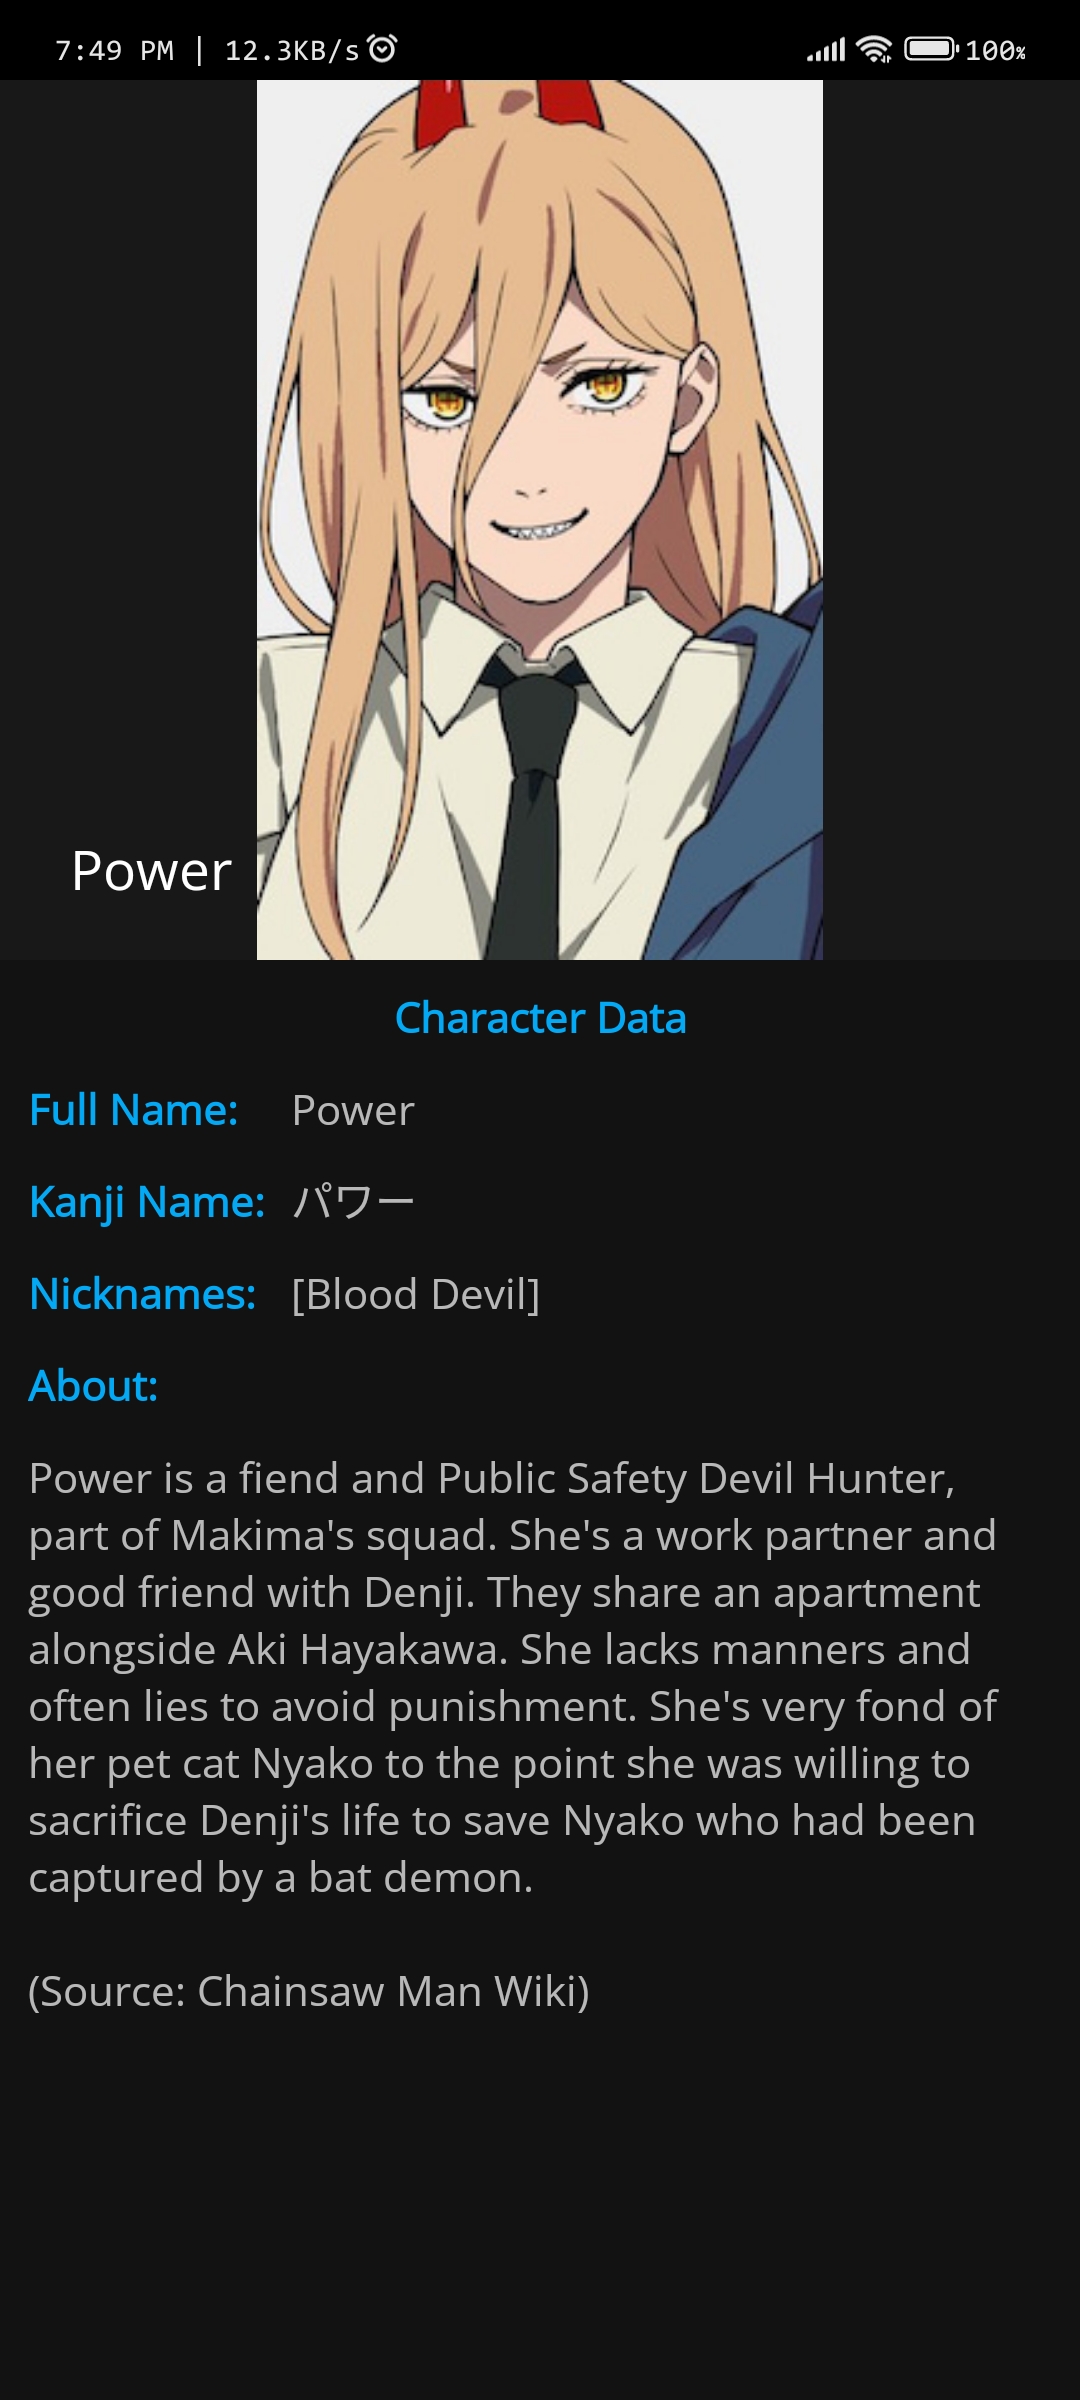 7:49 PM | 12.3KB/s
100%
Power
Character Data
Full Name: Power
Kanji Name: パワー
Nicknames: [Blood Devil]
About:
Power is a fiend and Public Safety Devil Hunter,
part of Makima's squad. She's a work partner and
good friend with Denji. They share an apartment
alongside Aki Hayakawa. She lacks manners and
often lies to avoid punishment. She's very fond of
her pet cat Nyako to the point she was willing to
sacrifice Denji's life to save Nyako who had been
captured by a bat demon.
(Source: Chainsaw Man Wiki)